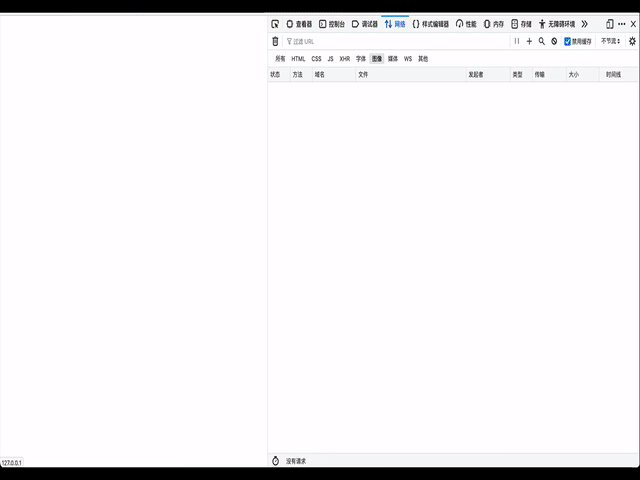 查看器 控制台 调试器 网络 样式编辑器 性能 内存 存储 无障碍环境
过滤 URL 禁用缓存 不节流
所有 HTML CSS JS XHR 字体 图像 媒体 WS 其他
状态 方法 域名 文件 发起者 类型 传输 大小 时间线
没有请求
127.0.0.1